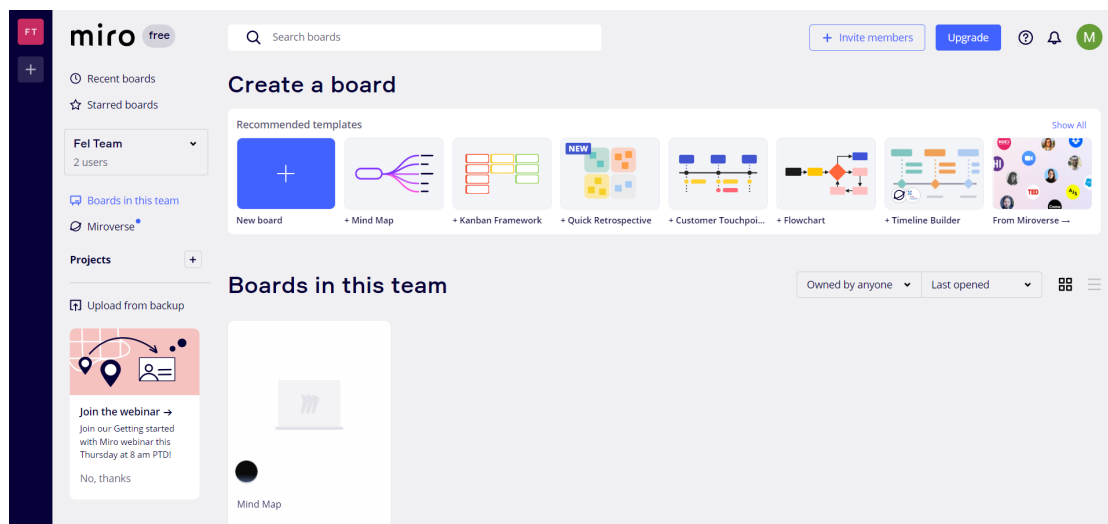 FT
miro free
Search boards
+ Invite members
Upgrade
M
+
Recent boards
Starred boards
Fel Team
2 users
Boards in this team
Miroverse
Projects
+
Upload from backup
Join the webinar →
Join our Getting started
with Miro webinar this
Thursday at 8 am PTD!
No, thanks
Create a board
Recommended templates
Show All
NEW
New board
+ Mind Map
+ Kanban Framework
+ Quick Retrospective
+ Customer Touchpoi...
+ Flowchart
+ Timeline Builder
From Miroverse →
TED
Boards in this team
Owned by anyone
Last opened
Mind Map